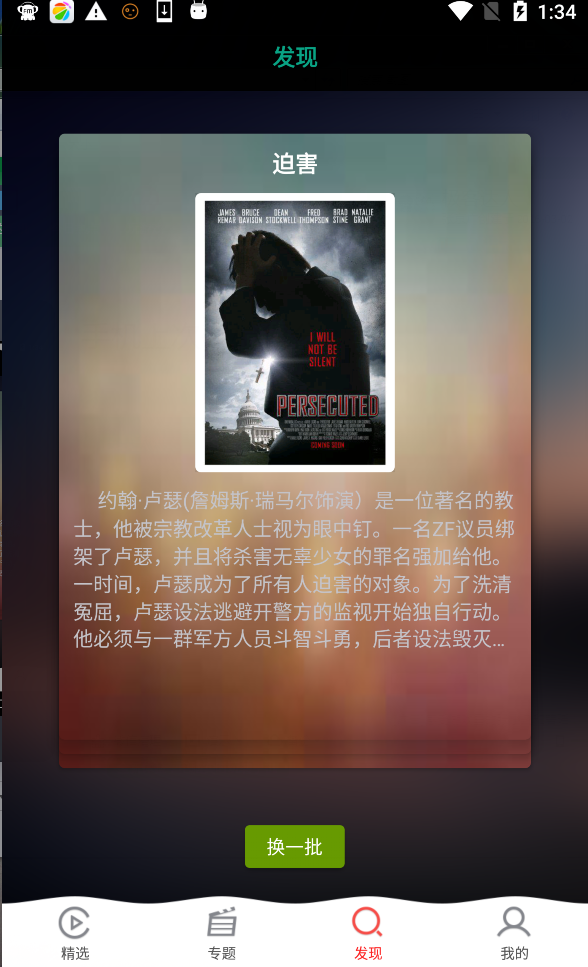 1:34
发现
迫害
JAMES REMAR BRUCE DAVISON DEAN STOCKWELL FRED THOMPSON BRAD STINE NATALIE GRANT
I WILL
NOT BE
SILENT
PERSECUTED
COMING SOON
约翰·卢瑟(詹姆斯·瑞马尔饰演）是一位著名的教
士，他被宗教改革人士视为眼中钉。一名ZF议员绑
架了卢瑟，并且将杀害无辜少女的罪名强加给他。
一时间，卢瑟成为了所有人迫害的对象。为了洗清
冤屈，卢瑟设法逃避开警方的监视开始独自行动。
他必须与一群军方人员斗智斗勇，后者设法毁灭...
换一批
精选 专题 发现 我的